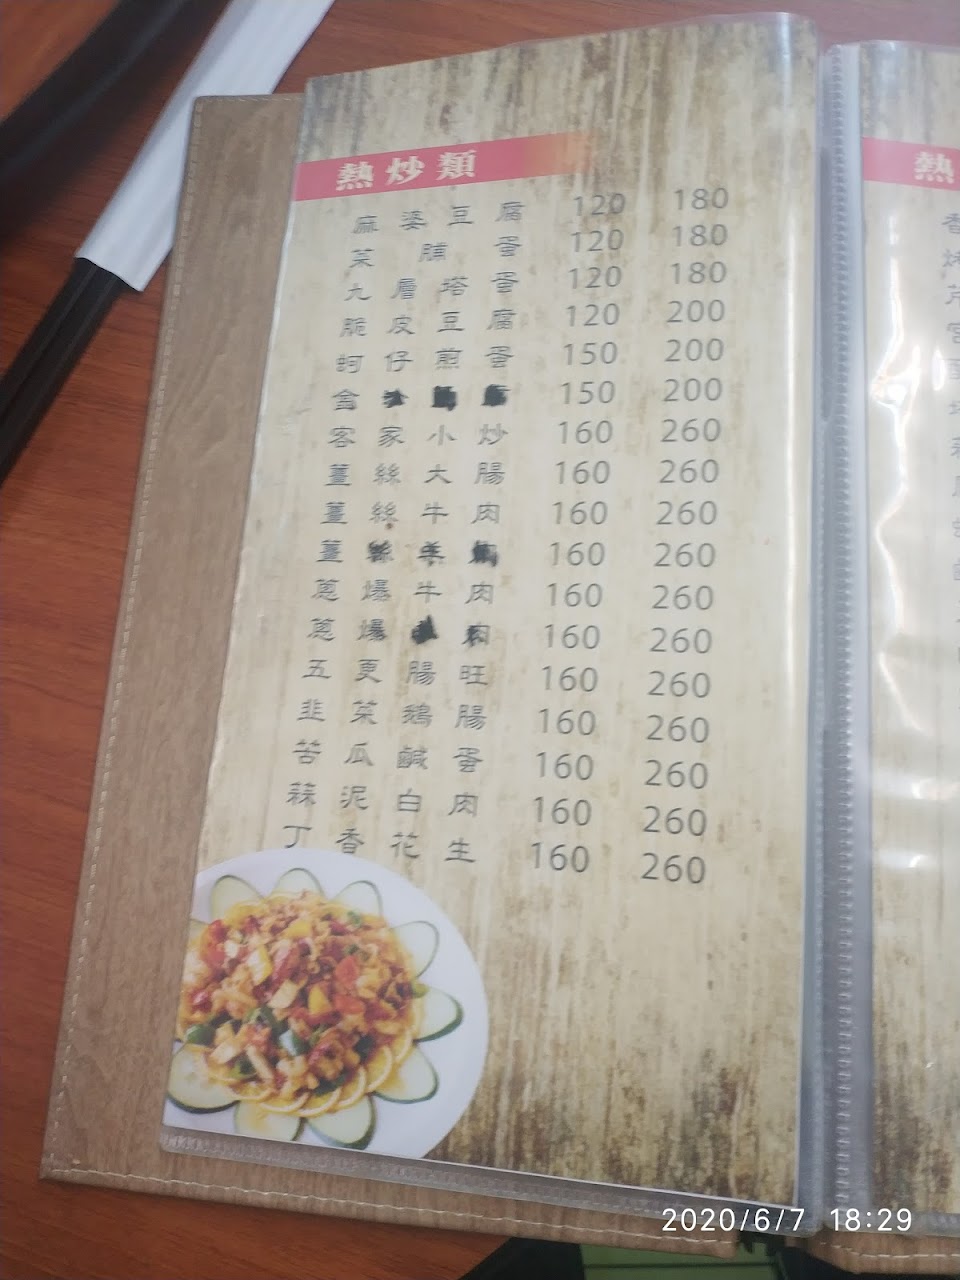 熱炒類
麻婆豆腐 120 180
菜脯蛋 120 180
九層塔蛋 120 180
脆皮豆腐 120 200
蚵仔煎蛋 150 200
150 200
客家小炒 160 260
薑絲大腸 160 260
薑絲牛肉 160 260
薑絲羊 160 260
蔥爆牛肉 160 260
蔥爆 肉 160 260
五更腸旺 160 260
韭菜鵝腸 160 260
苦瓜鹹蛋 160 260
蒜泥白肉 160 260
丁香花生 160 260
熱
2020/6/7 18:29